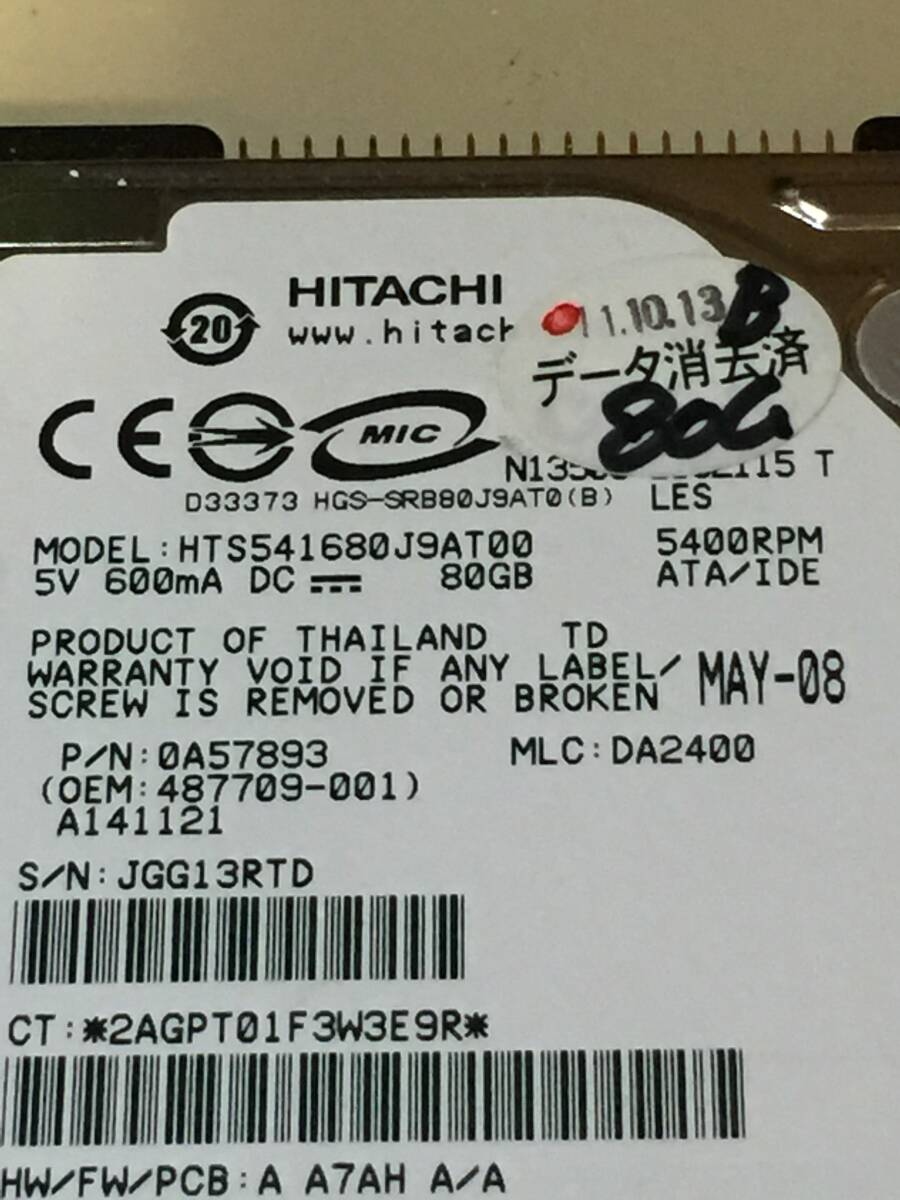 HITACHI
20
www.hitach
11.10.13 B
データ消去済
80G
CE
MIC
115 T
D33373 HGS-SRB80J9AT0(B) LES
MODEL:HTS541680J9AT00 5400RPM
5V 600mA DC 80GB ATA/IDE
PRODUCT OF THAILAND TD
WARRANTY VOID IF ANY LABEL/
SCREW IS REMOVED OR BROKEN MAY-08
P/N:0A57893 MLC:DA2400
(OEM:487709-001)
A141121
S/N:JGG13RTD
CT:*2AGPT01F3W3E9R*
HW/FW/PCB:A A7AH A/A